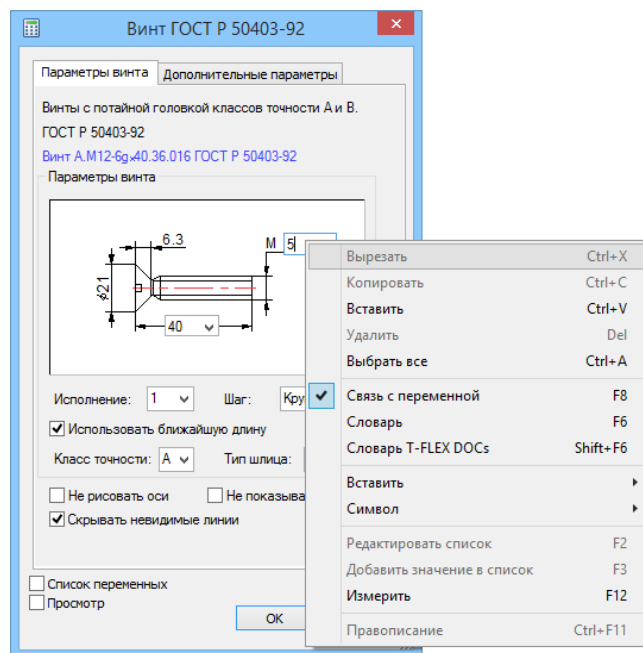 Винт ГОСТ Р 50403-92
Параметры винта
Дополнительные параметры
Винты с потайной головкой классов точности А и В.
ГОСТ Р 50403-92
Винт А.М12-6gx40.36.016 ГОСТ Р 50403-92
Параметры винта
6.3
M 5
ϕ21
40
Исполнение: 1
Шаг: Кру
Использовать ближайшую длину
Класс точности: А
Тип шлица:
Не рисовать оси
Не показыва
Скрывать невидимые линии
Список переменных
Просмотр
ОК
Вырезать Ctrl+X
Копировать Ctrl+C
Вставить Ctrl+V
Удалить Del
Выбрать все Ctrl+A
Связь с переменной F8
Словарь F6
Словарь T-FLEX DOCs Shift+F6
Вставить
Символ
Редактировать список F2
Добавить значение в список F3
Измерить F12
Правописание Ctrl+F11